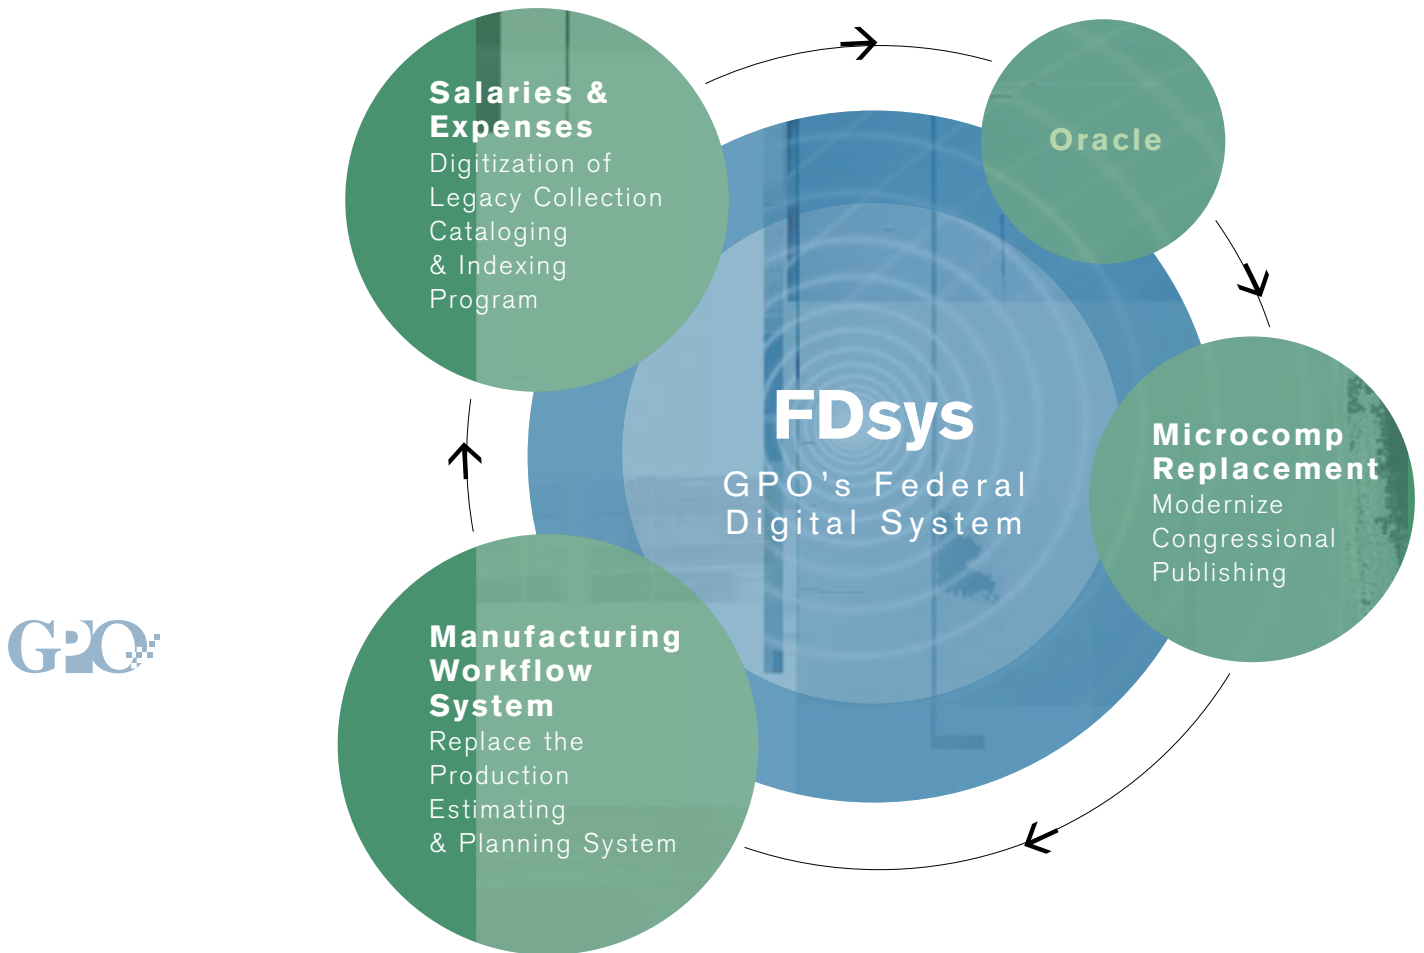 Salaries &
Expenses
Digitization of
Legacy Collection
Cataloging
& Indexing
Program
Oracle
FDsys
GPO's Federal
Digital System
Microcomp
Replacement
Modernize
Congressional
Publishing
Manufacturing
Workflow
System
Replace the
Production
Estimating
& Planning System
GPO